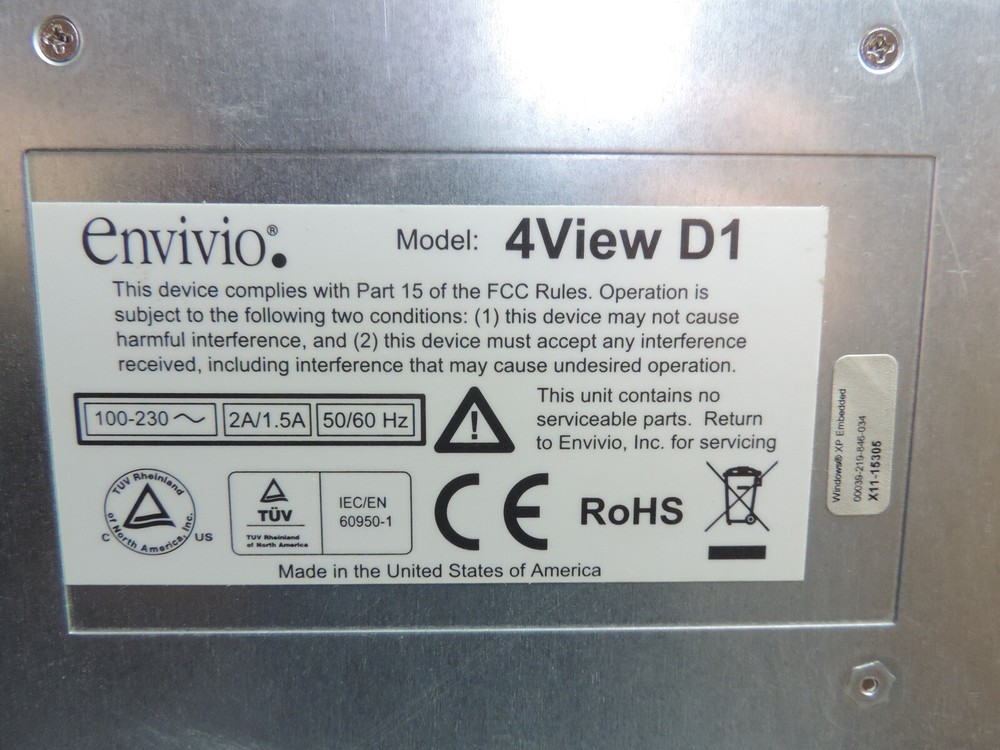 envivio®
Model: 4View D1
This device complies with Part 15 of the FCC Rules. Operation is
subject to the following two conditions: (1) this device may not cause
harmful interference, and (2) this device must accept any interference
received, including interference that may cause undesired operation.
100-230 ~ 2A/1.5A 50/60 Hz
!
This unit contains no
serviceable parts. Return
to Envivio, Inc. for servicing
TÜV Rheinland
of North America, Inc.
C US
TÜV
TUV Rheinland
of North America
IEC/EN
60950-1
CE
RoHS
Made in the United States of America
Windows® XP Embedded
00039-219-846-034
X11-15305